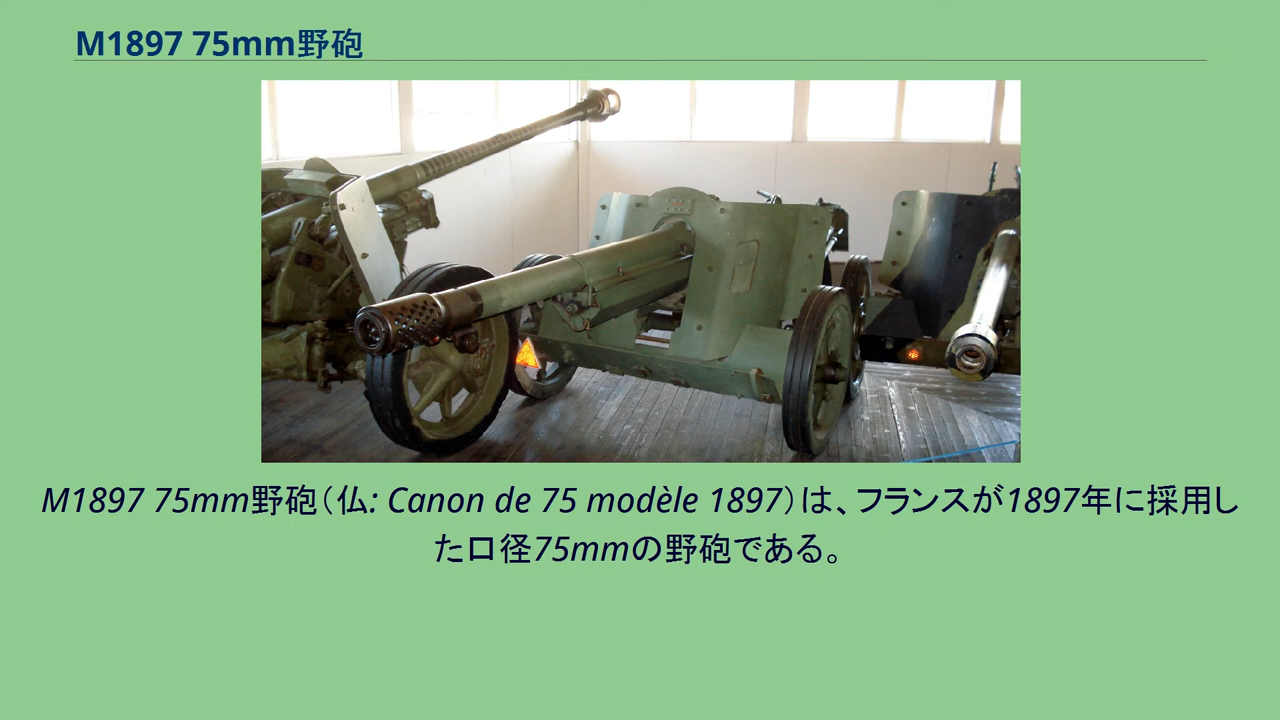 M1897 75mm野砲
M1897 75mm野砲（仏: Canon de 75 modèle 1897）は、フランスが1897年に採用し
た口径75mmの野砲である。